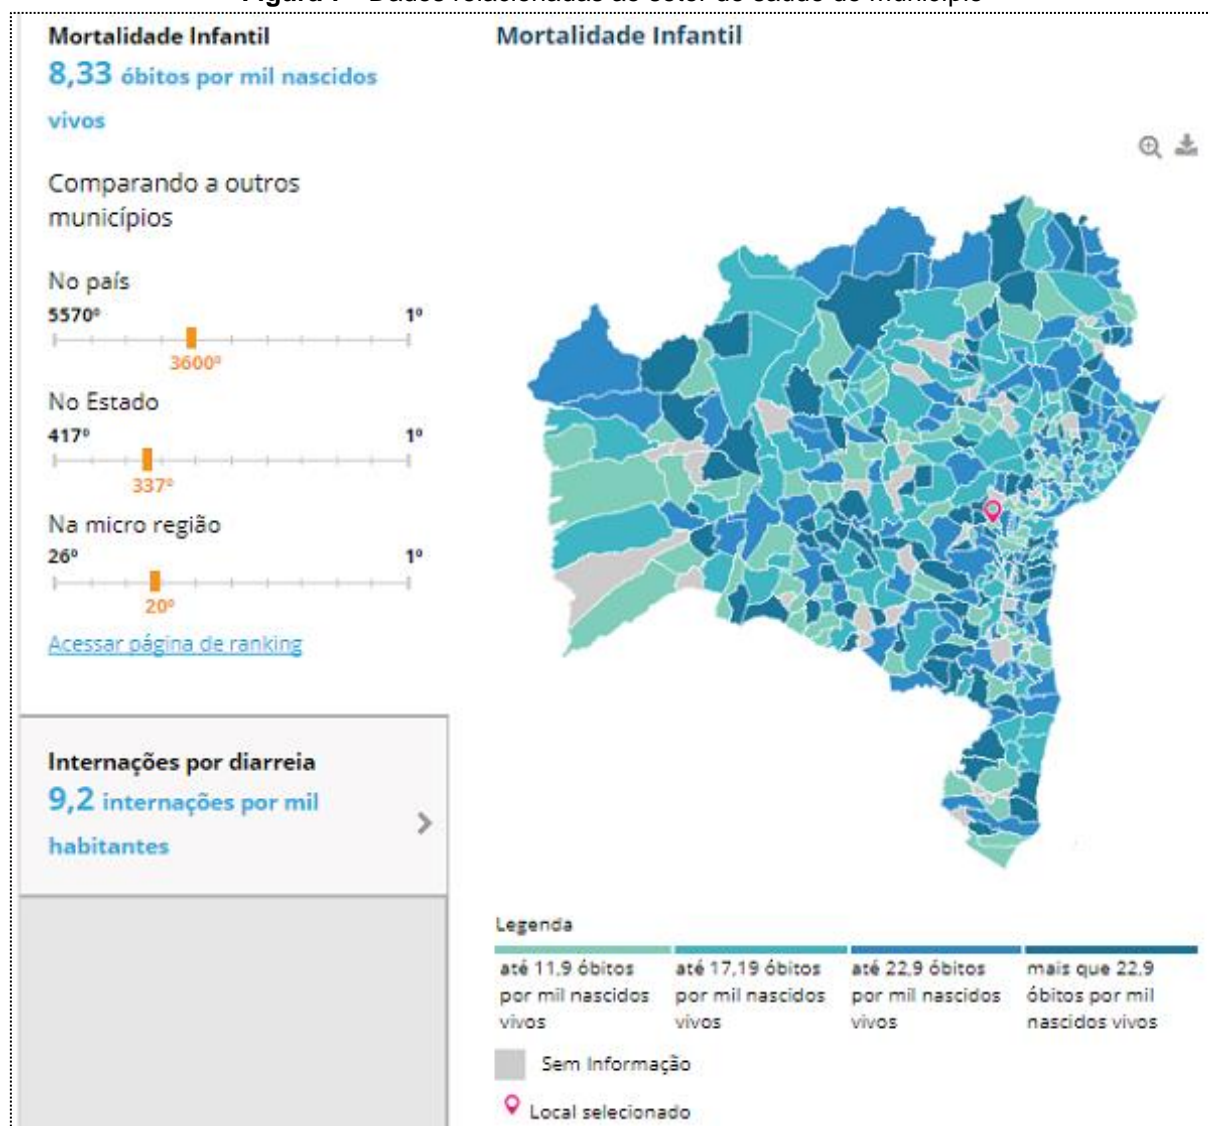 Mortalidade Infantil
8,33 óbitos por mil nascidos
vivos
Comparando a outros
municípios
No país
5570º 1º
3600º
No Estado
417º 1º
337º
Na micro região
26º 1º
20º
Acessar página de ranking
Internações por diarreia
9,2 internações por mil
habitantes
Mortalidade Infantil
Legenda
até 11,9 óbitos
por mil nascidos
vivos
até 17,19 óbitos
por mil nascidos
vivos
até 22,9 óbitos
por mil nascidos
vivos
mais que 22,9
óbitos por mil
nascidos vivos
Sem Informação
Local selecionado